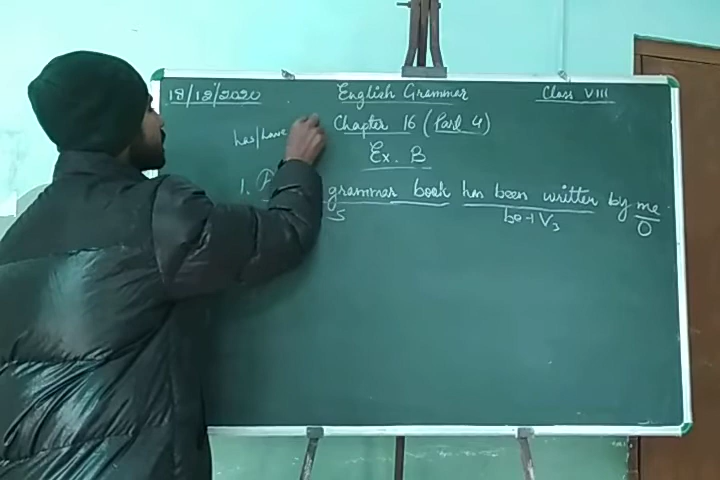 18/12/2020 English Grammar Class VIII
Chapter 16 (Part 4)
has/have
Ex. B
1. grammar book has been written by me.
S be+V₃ O